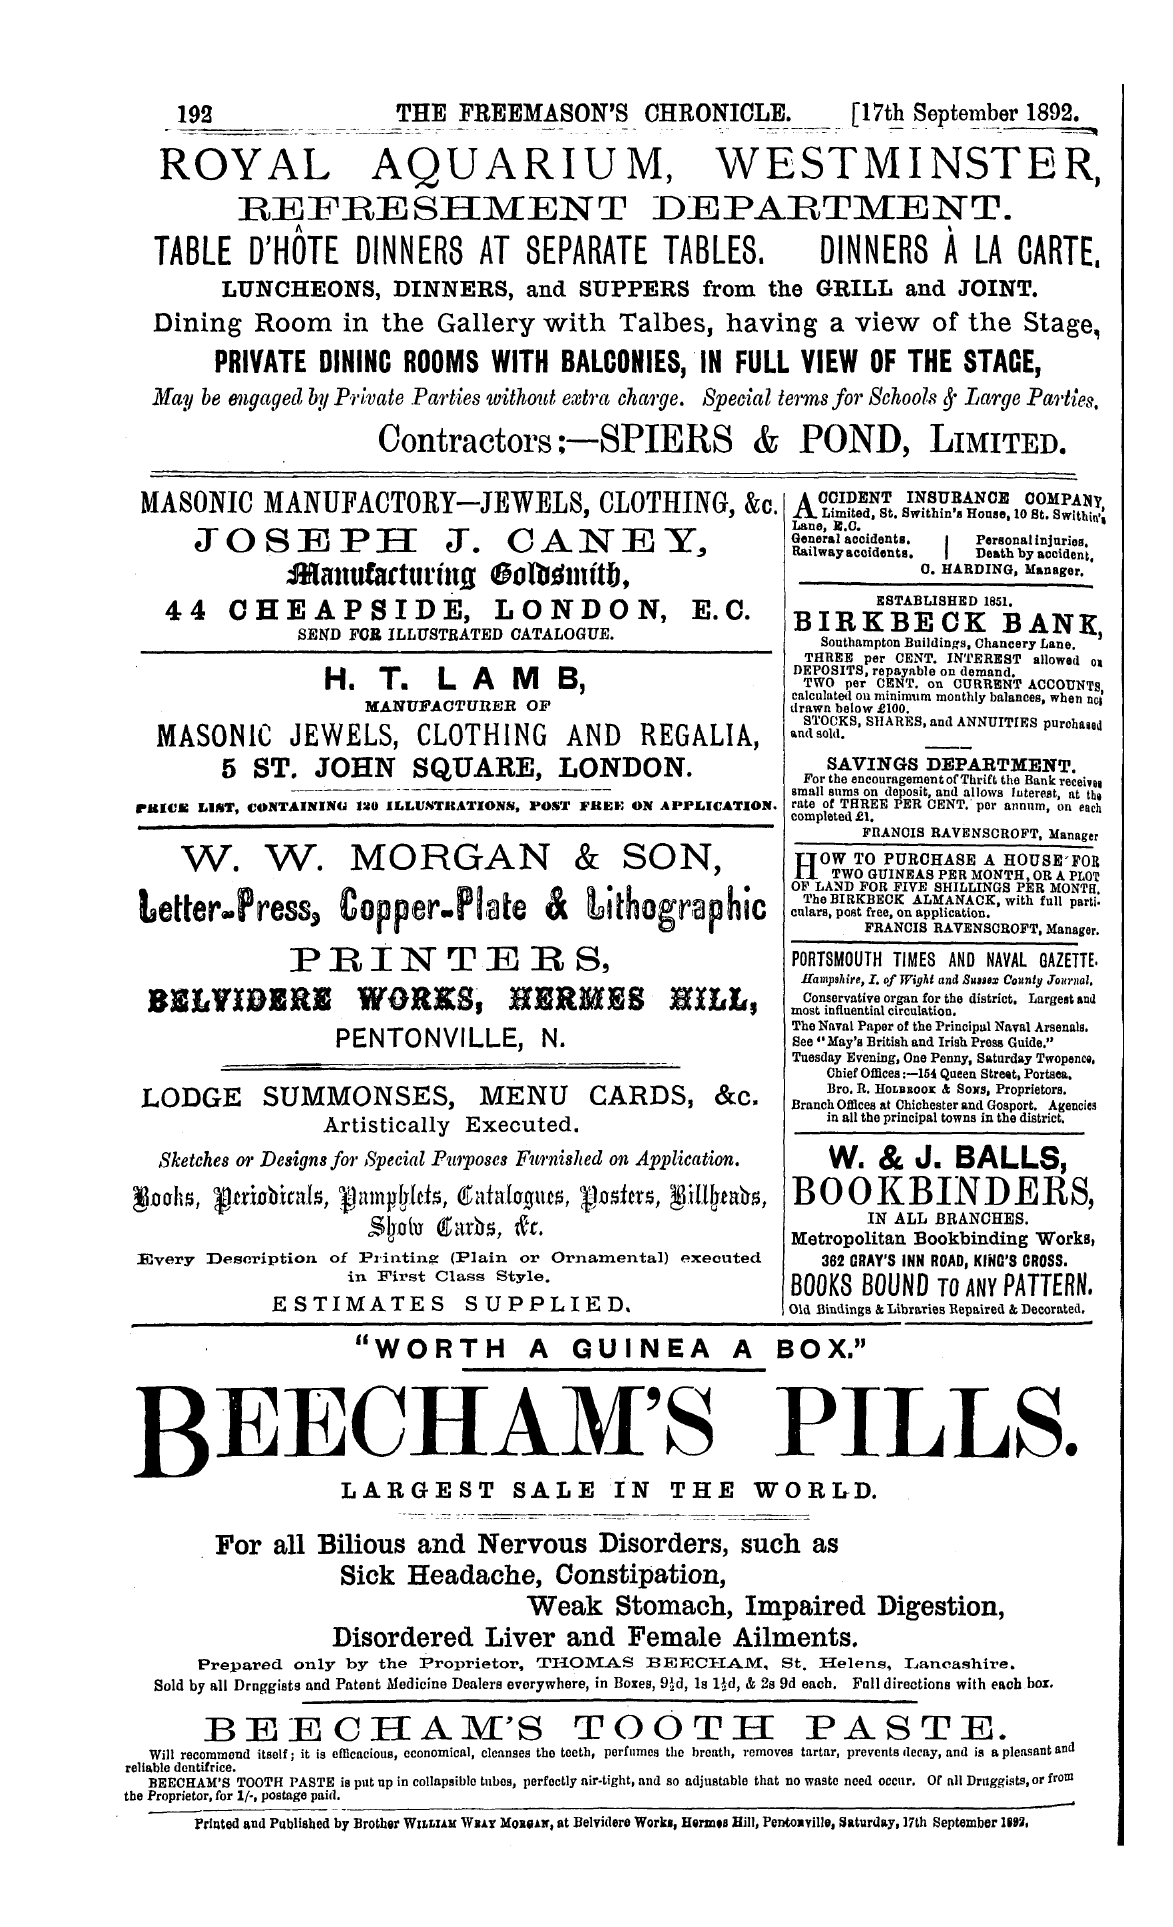 192 THE FREEMASON'S CHRONICLE. [17th September 1892.
ROYAL AQUARIUM, WESTMINSTER,
REFRESHMENT DEPARTMENT.
TABLE D'HÔTE DINNERS AT SEPARATE TABLES. DINNERS À LA CARTE.
LUNCHEONS, DINNERS, and SUPPERS from the GRILL and JOINT.
Dining Room in the Gallery with Talbes, having a view of the Stage,
PRIVATE DINING ROOMS WITH BALCONIES, IN FULL VIEW OF THE STAGE,
May be engaged by Private Parties without extra charge. Special terms for Schools & Large Parties.
Contractors:—SPIERS & POND, LIMITED.
MASONIC MANUFACTORY—JEWELS, CLOTHING, &c.
JOSEPH J. CANEY,
Manufacturing Goldsmith,
44 CHEAPSIDE, LONDON, E.C.
SEND FOR ILLUSTRATED CATALOGUE.
H. T. LAMB,
MANUFACTURER OF
MASONIC JEWELS, CLOTHING AND REGALIA,
5 ST. JOHN SQUARE, LONDON.
PRICE LIST, CONTAINING 120 ILLUSTRATIONS, POST FREE ON APPLICATION.
W. W. MORGAN & SON,
Letter-Press, Copper-Plate & Lithographic
PRINTERS,
BELVIDERE WORKS, HERMES HILL,
PENTONVILLE, N.
LODGE SUMMONSES, MENU CARDS, &c.
Artistically Executed.
Sketches or Designs for Special Purposes Furnished on Application.
Books, Periodicals, Pamphlets, Catalogues, Posters, Billheads,
Show Cards, &c.
Every Description of Printing (Plain or Ornamental) executed
in First Class Style.
ESTIMATES SUPPLIED.
ACCIDENT INSURANCE COMPANY,
Limited, St. Swithin's House, 10 St. Swithin's
Lane, E.C.
General accidents. | Personal injuries.
Railway accidents. | Death by accident.
C. HARDING, Manager.
ESTABLISHED 1851.
BIRKBECK BANK,
Southampton Buildings, Chancery Lane.
THREE per CENT. INTEREST allowed on
DEPOSITS, repayable on demand.
TWO per CENT. on CURRENT ACCOUNTS,
calculated on minimum monthly balances, when not
drawn below £100.
STOCKS, SHARES, and ANNUITIES purchased
and sold.
SAVINGS DEPARTMENT.
For the encouragement of Thrift the Bank receives
small sums on deposit, and allows Interest, at the
rate of THREE PER CENT. per annum, on each
completed £1.
FRANCIS RAVENSCROFT, Manager
HOW TO PURCHASE A HOUSE FOR
TWO GUINEAS PER MONTH, OR A PLOT
OF LAND FOR FIVE SHILLINGS PER MONTH.
The BIRKBECK ALMANACK, with full parti-
culars, post free, on application.
FRANCIS RAVENSCROFT, Manager.
PORTSMOUTH TIMES AND NAVAL GAZETTE.
Hampshire, I. of Wight and Sussex County Journal.
Conservative organ for the district. Largest and
most influential circulation.
The Naval Paper of the Principal Naval Arsenals.
See "May's British and Irish Press Guide."
Tuesday Evening, One Penny, Saturday Twopence.
Chief Offices:—154 Queen Street, Portsea.
Bro. R. HOLBROOK & SONS, Proprietors.
Branch Offices at Chichester and Gosport. Agencies
in all the principal towns in the district.
W. & J. BALLS,
BOOKBINDERS,
IN ALL BRANCHES.
Metropolitan Bookbinding Works,
362 GRAY'S INN ROAD, KING'S CROSS.
BOOKS BOUND TO ANY PATTERN.
Old Bindings & Libraries Repaired & Decorated.
"WORTH A GUINEA A BOX."
BEECHAM'S PILLS.
LARGEST SALE IN THE WORLD.
For all Bilious and Nervous Disorders, such as
Sick Headache, Constipation,
Weak Stomach, Impaired Digestion,
Disordered Liver and Female Ailments.
Prepared only by the Proprietor, THOMAS BEECHAM, St. Helens, Lancashire.
Sold by all Druggists and Patent Medicine Dealers everywhere, in Boxes, 9½d, 1s 1½d, & 2s 9d each. Full directions with each box.
BEECHAM'S TOOTH PASTE.
Will recommend itself; it is efficacious, economical, cleanses the teeth, perfumes the breath, removes tartar, prevents decay, and is a pleasant and
reliable dentifrice.
BEECHAM'S TOOTH PASTE is put up in collapsible tubes, perfectly air-tight, and so adjustable that no waste need occur. Of all Druggists, or from
the Proprietor, for 1/-, postage paid.
Printed and Published by Brother WILLIAM WRAY MORGAN, at Belvidere Works, Hermes Hill, Pentonville, Saturday, 17th September 1892.